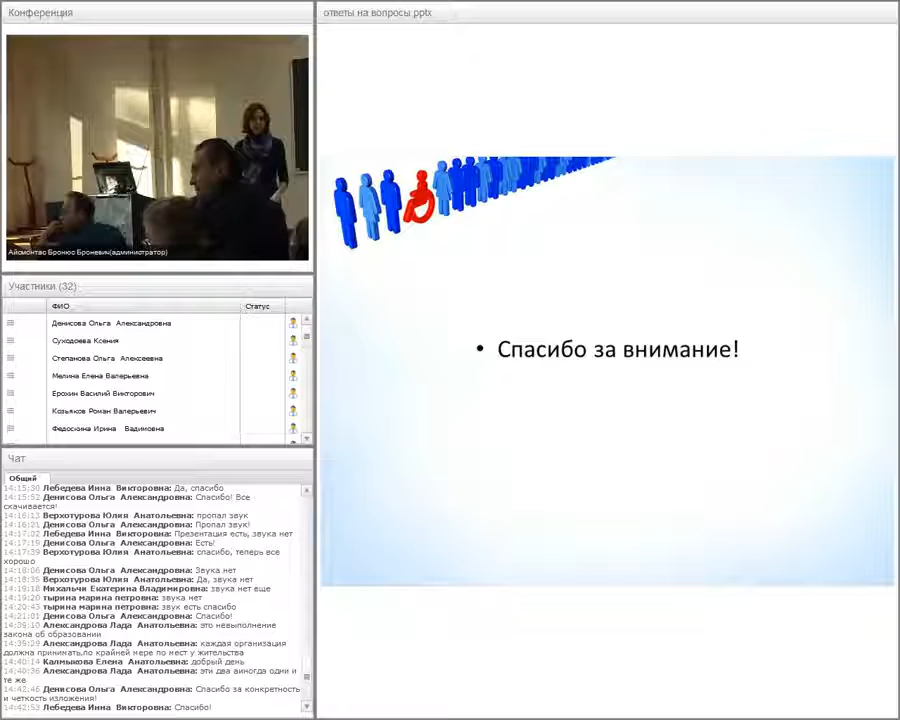 Конференция
Айсмонтас Бронюс Броневич(администратор)
Участники (32)
ФИО Статус
Денисова Ольга Александровна
Суходоева Ксения
Степанова Ольга Алексеевна
Мелина Елена Валерьевна
Ерохин Василий Викторович
Козьяков Роман Валерьевич
Федоскина Ирина Вадимовна
Чат
Общий
14:15:30 Лебедева Инна Викторовна: Да, спасибо
14:15:52 Денисова Ольга Александровна: Спасибо! Все
скачивается!
14:16:13 Верхотурова Юлия Анатольевна: пропал звук
14:16:21 Денисова Ольга Александровна: Пропал звук!
14:17:02 Лебедева Инна Викторовна: Презентация есть, звука нет
14:17:19 Денисова Ольга Александровна: Есть!
14:17:39 Верхотурова Юлия Анатольевна: спасибо, теперь все
хорошо
14:18:06 Денисова Ольга Александровна: Звука нет
14:18:35 Верхотурова Юлия Анатольевна: Да, звука нет
14:19:18 Михальчи Екатерина Владимировна: звука нет еще
14:19:20 тырина марина петровна: звука нет
14:20:43 тырина марина петровна: звук есть спасибо
14:21:01 Денисова Ольга Александровна: Спасибо!
14:39:10 Александрова Лада Анатольевна: это невыполнение
закона об образовании
14:39:29 Александрова Лада Анатольевна: каждая организация
должна принимать,по крайней мере по мест у жительства
14:40:14 Калмыкова Елена Анатольевна: добрый день
14:40:36 Александрова Лада Анатольевна: эти два аиногда одни и
те же
14:42:46 Денисова Ольга Александровна: Спасибо за конкретность
и четкость изложения!
14:42:53 Лебедева Инна Викторовна: Спасибо!
ответы на вопросы pptx
• Спасибо за внимание!